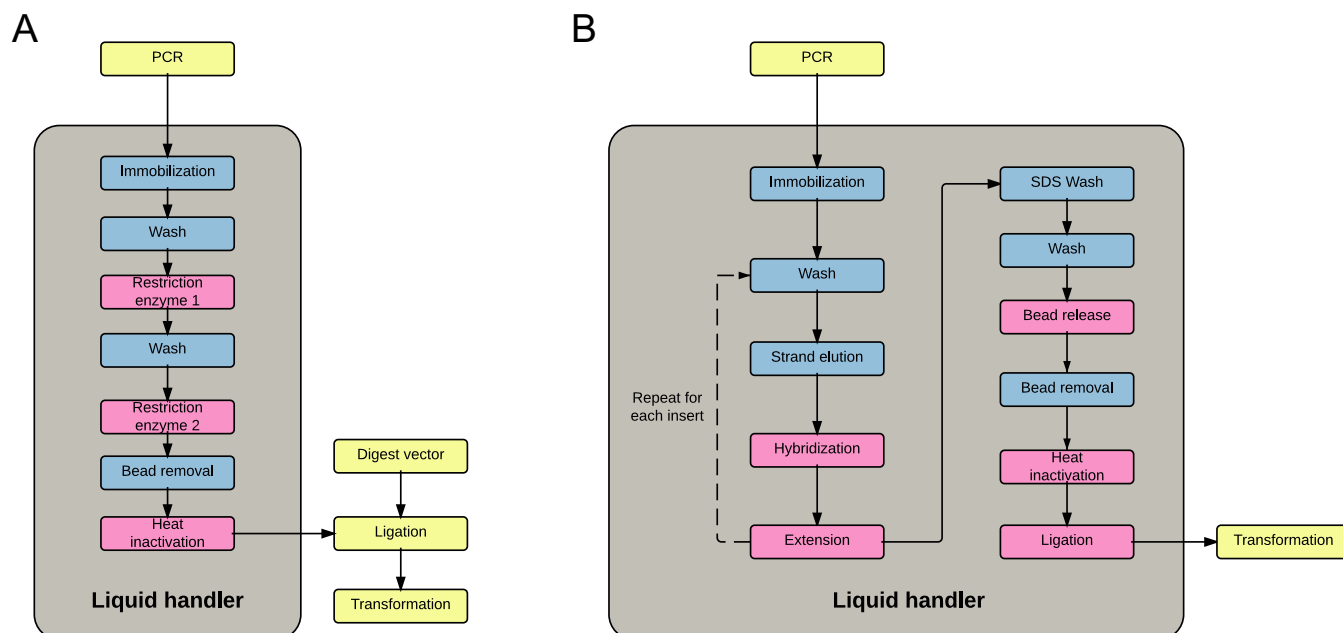 A
PCR
Immobilization
Wash
Restriction
enzyme 1
Wash
Restriction
enzyme 2
Bead removal
Heat
inactivation
Digest vector
Ligation
Transformation
Liquid handler
B
PCR
Immobilization
Wash
Strand elution
Repeat for
each insert
Hybridization
Extension
SDS Wash
Wash
Bead release
Bead removal
Heat
inactivation
Ligation
Transformation
Liquid handler